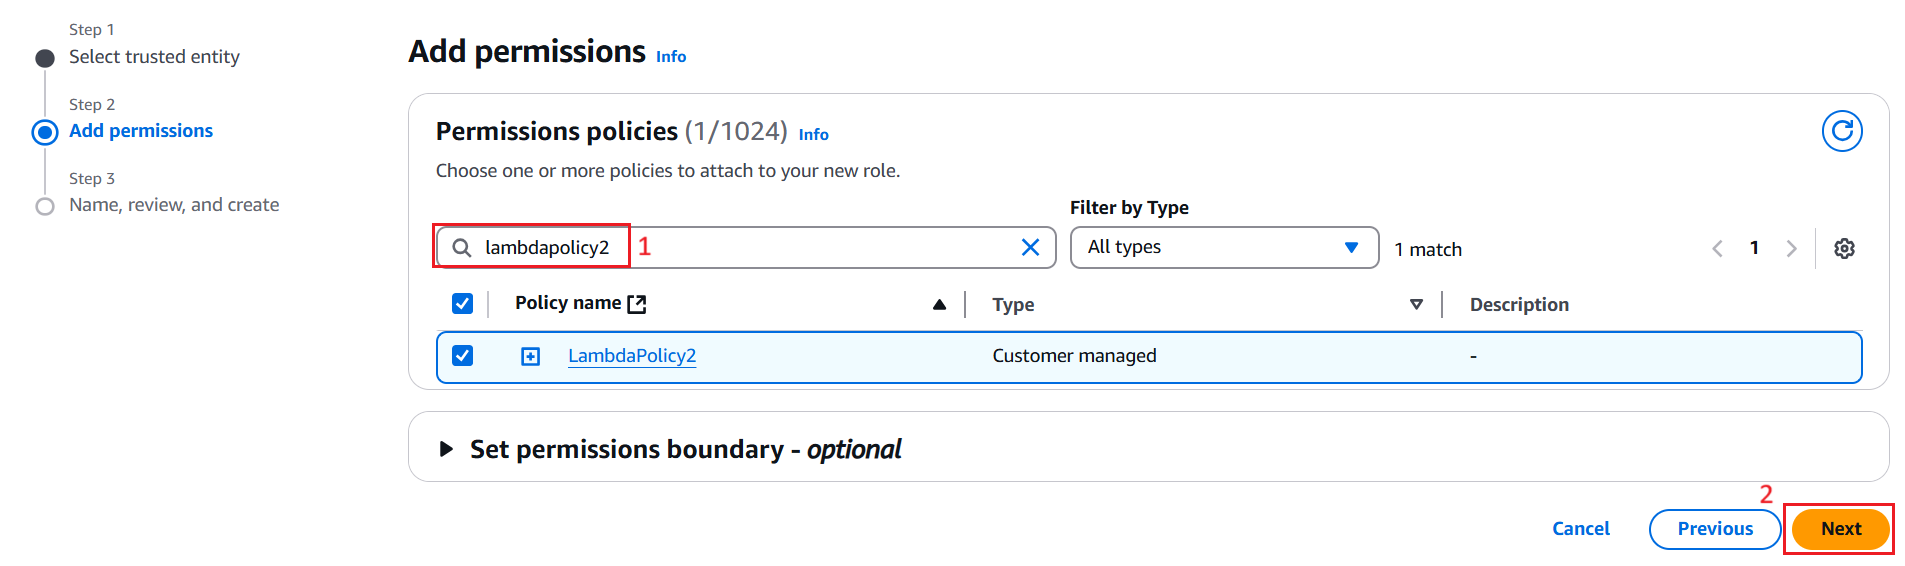 Step 1
Select trusted entity
Step 2
Add permissions
Step 3
Name, review, and create
Add permissions Info
Permissions policies (1/1024) Info
Choose one or more policies to attach to your new role.
Filter by Type
lambdapolicy2 1 All types 1 match 1
Policy name Type Description
LambdaPolicy2 Customer managed -
Set permissions boundary - optional
2
Cancel Previous Next